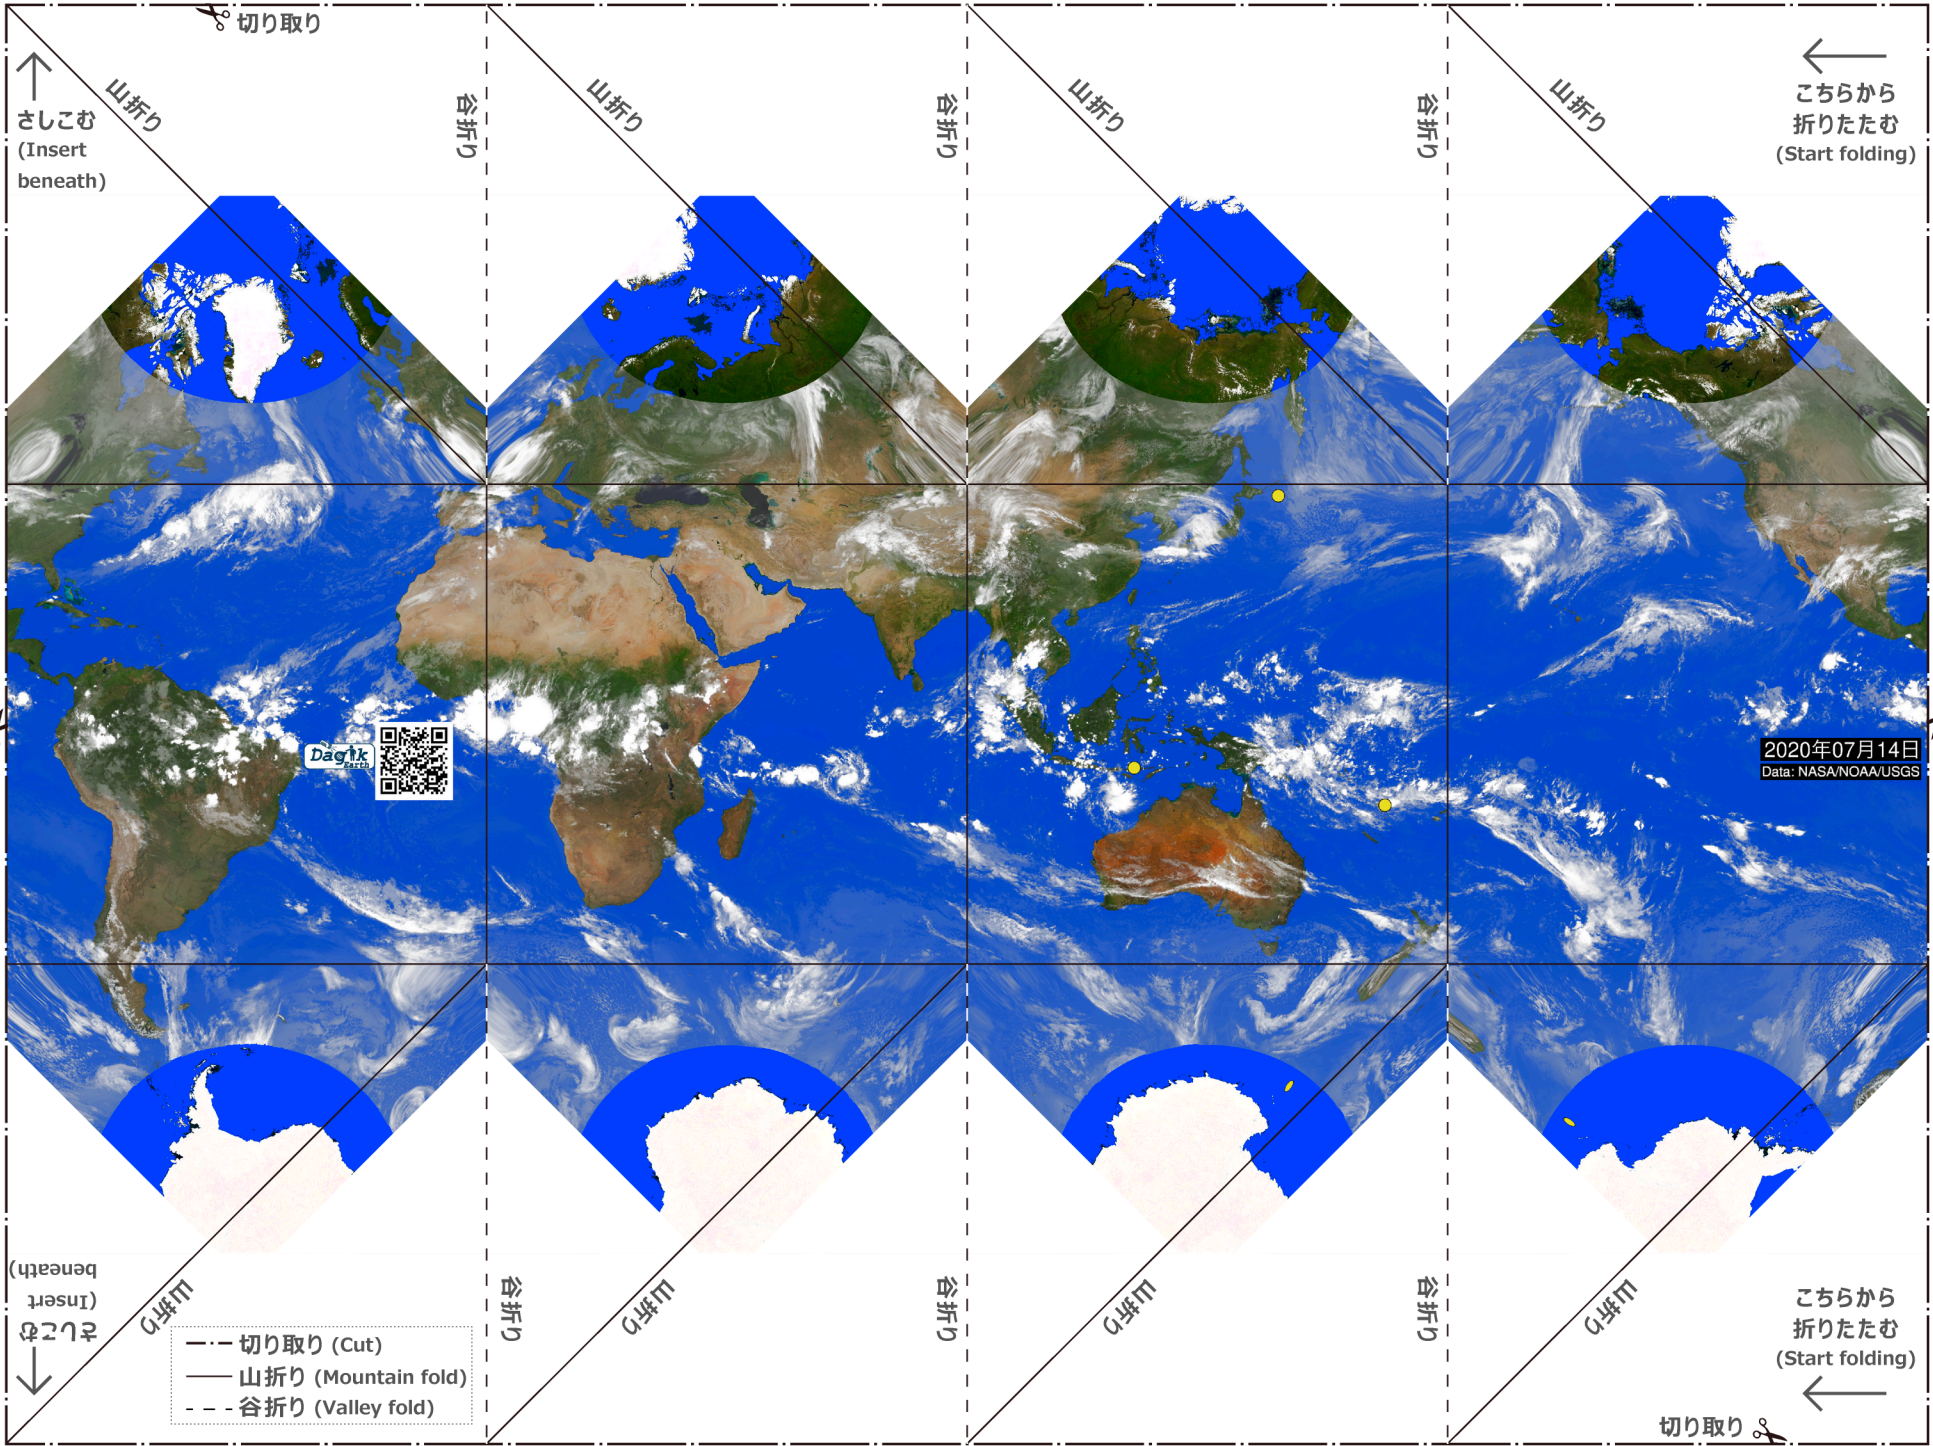 切り取り
山折り
谷折り
山折り
谷折り
山折り
谷折り
山折り
さしこむ
(Insert
beneath)
こちらから
折りたたむ
(Start folding)
Dagik
Earth
2020年07月14日
Data: NASA/NOAA/USGS
さしこむ
(Insert
beneath)
山折り
谷折り
山折り
谷折り
山折り
谷折り
山折り
こちらから
折りたたむ
(Start folding)
切り取り (Cut)
山折り (Mountain fold)
谷折り (Valley fold)
切り取り